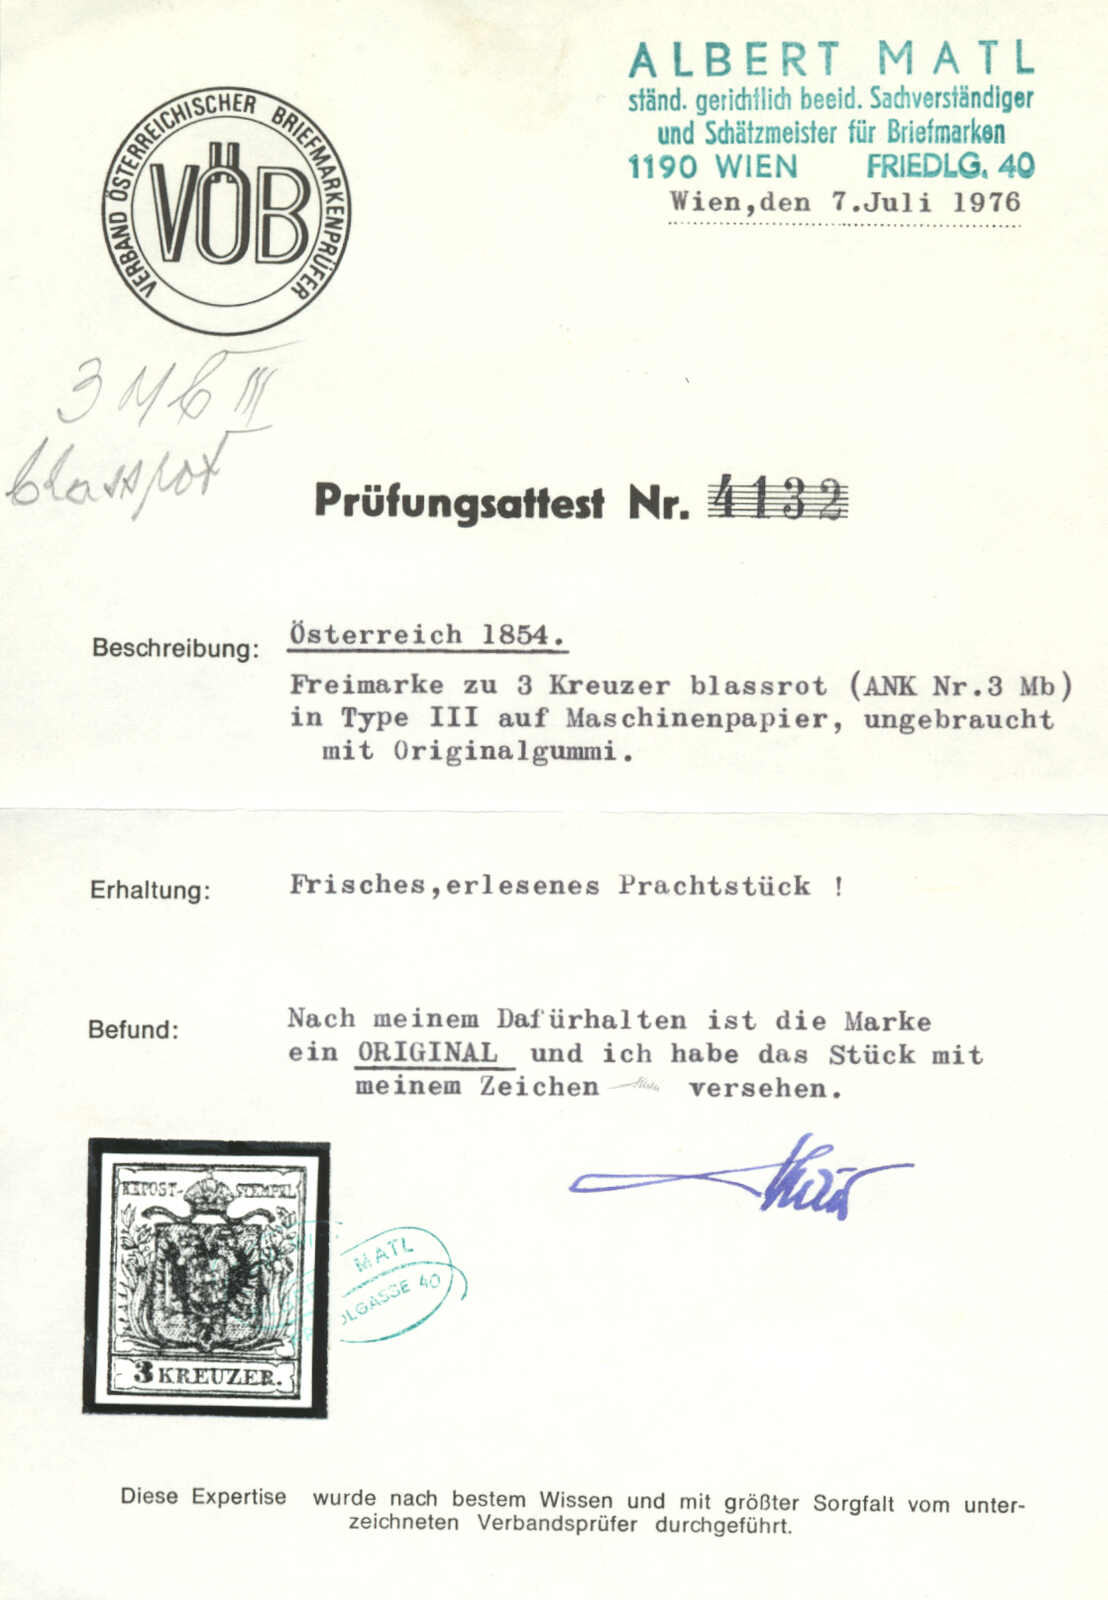 ALBERT MATL
ständ. gerichtlich beeid. Sachverständiger
und Schätzmeister für Briefmarken
1190 WIEN FRIEDLG. 40
Wien,den 7.Juli 1976
VERBAND ÖSTERREICHISCHER BRIEFMARKENPRÜFER
VÖB
3 Mb III
blassrot
Prüfungsattest Nr. 4132
Beschreibung: Österreich 1854.
Freimarke zu 3 Kreuzer blassrot (ANK Nr.3 Mb)
in Type III auf Maschinenpapier, ungebraucht
mit Originalgummi.
Erhaltung: Frisches,erlesenes Prachtstück !
Befund: Nach meinem Dafürhalten ist die Marke
ein ORIGINAL und ich habe das Stück mit
meinem Zeichen versehen.
KKPOST-STEMPEL
MATL
OLGASSE 40
3 KREUZER.
Diese Expertise wurde nach bestem Wissen und mit größter Sorgfalt vom unter-
zeichneten Verbandsprüfer durchgeführt.